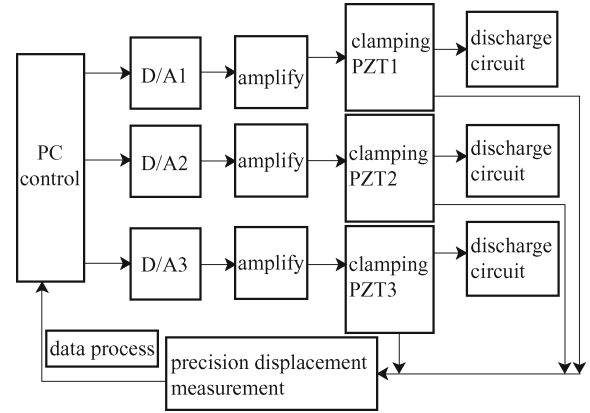 PC
control
D/A1
amplify
clamping
PZT1
discharge
circuit
D/A2
amplify
clamping
PZT2
discharge
circuit
D/A3
amplify
clamping
PZT3
discharge
circuit
data process
precision displacement
measurement